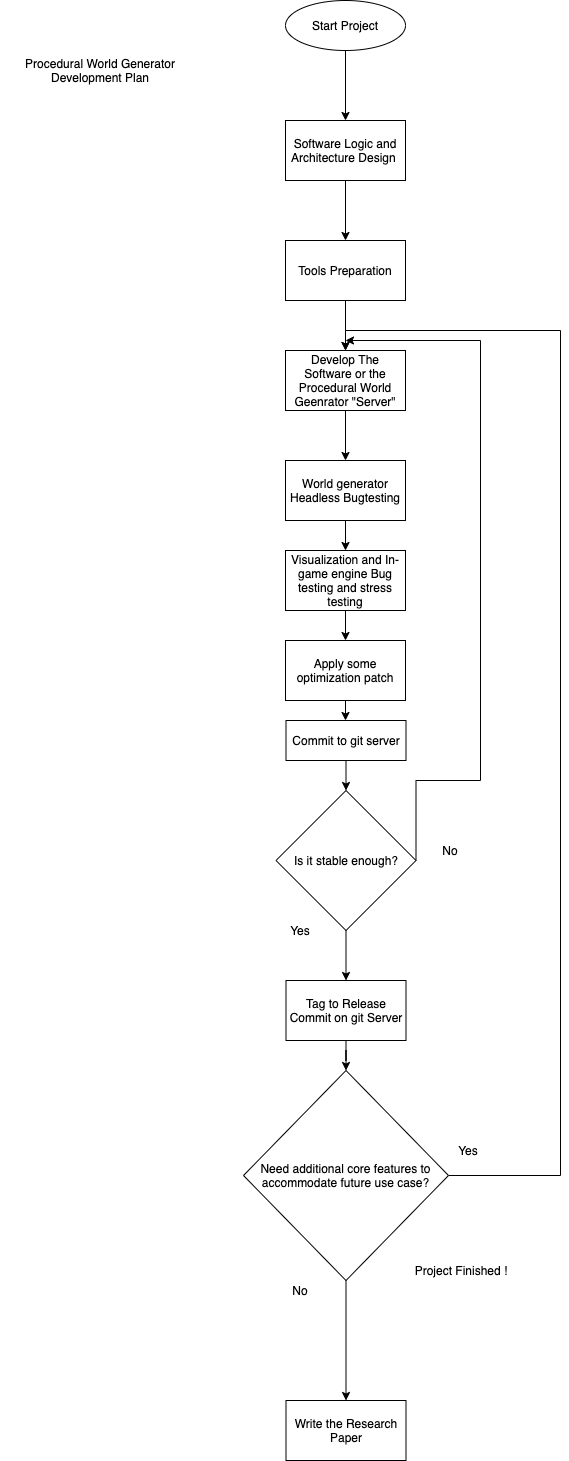 Start Project
Procedural World Generator
Development Plan
Software Logic and
Architecture Design
Tools Preparation
Develop The
Software or the
Procedural World
Geenrator "Server"
World generator
Headless Bugtesting
Visualization and In-
game engine Bug
testing and stress
testing
Apply some
optimization patch
Commit to git server
Is it stable enough?
No
Yes
Tag to Release
Commit on git Server
Yes
Need additional core features to
accommodate future use case?
Project Finished !
No
Write the Research
Paper